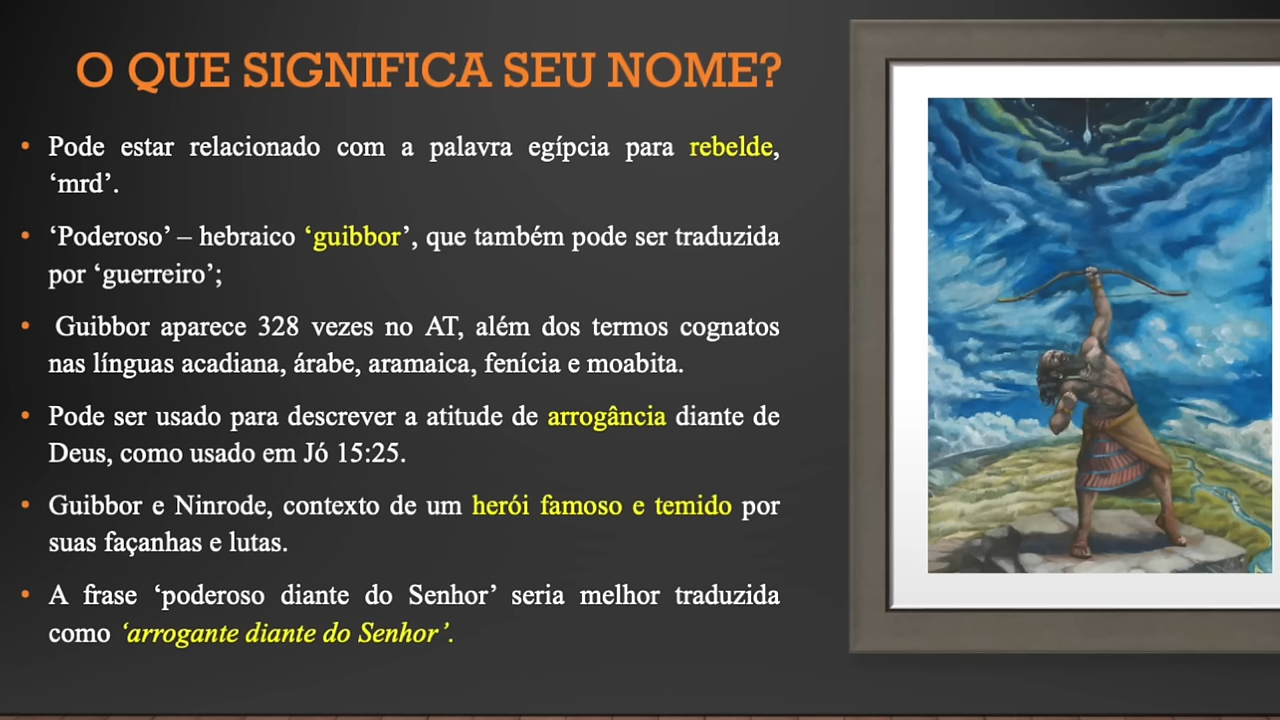 O QUE SIGNIFICA SEU NOME?
• Pode estar relacionado com a palavra egípcia para rebelde,
‘mrd’.
• ‘Poderoso’ – hebraico ‘guibbor’, que também pode ser traduzida
por ‘guerreiro’;
• Guibbor aparece 328 vezes no AT, além dos termos cognatos
nas línguas acadiana, árabe, aramaica, fenícia e moabita.
• Pode ser usado para descrever a atitude de arrogância diante de
Deus, como usado em Jó 15:25.
• Guibbor e Ninrode, contexto de um herói famoso e temido por
suas façanhas e lutas.
• A frase ‘poderoso diante do Senhor’ seria melhor traduzida
como ‘arrogante diante do Senhor’.